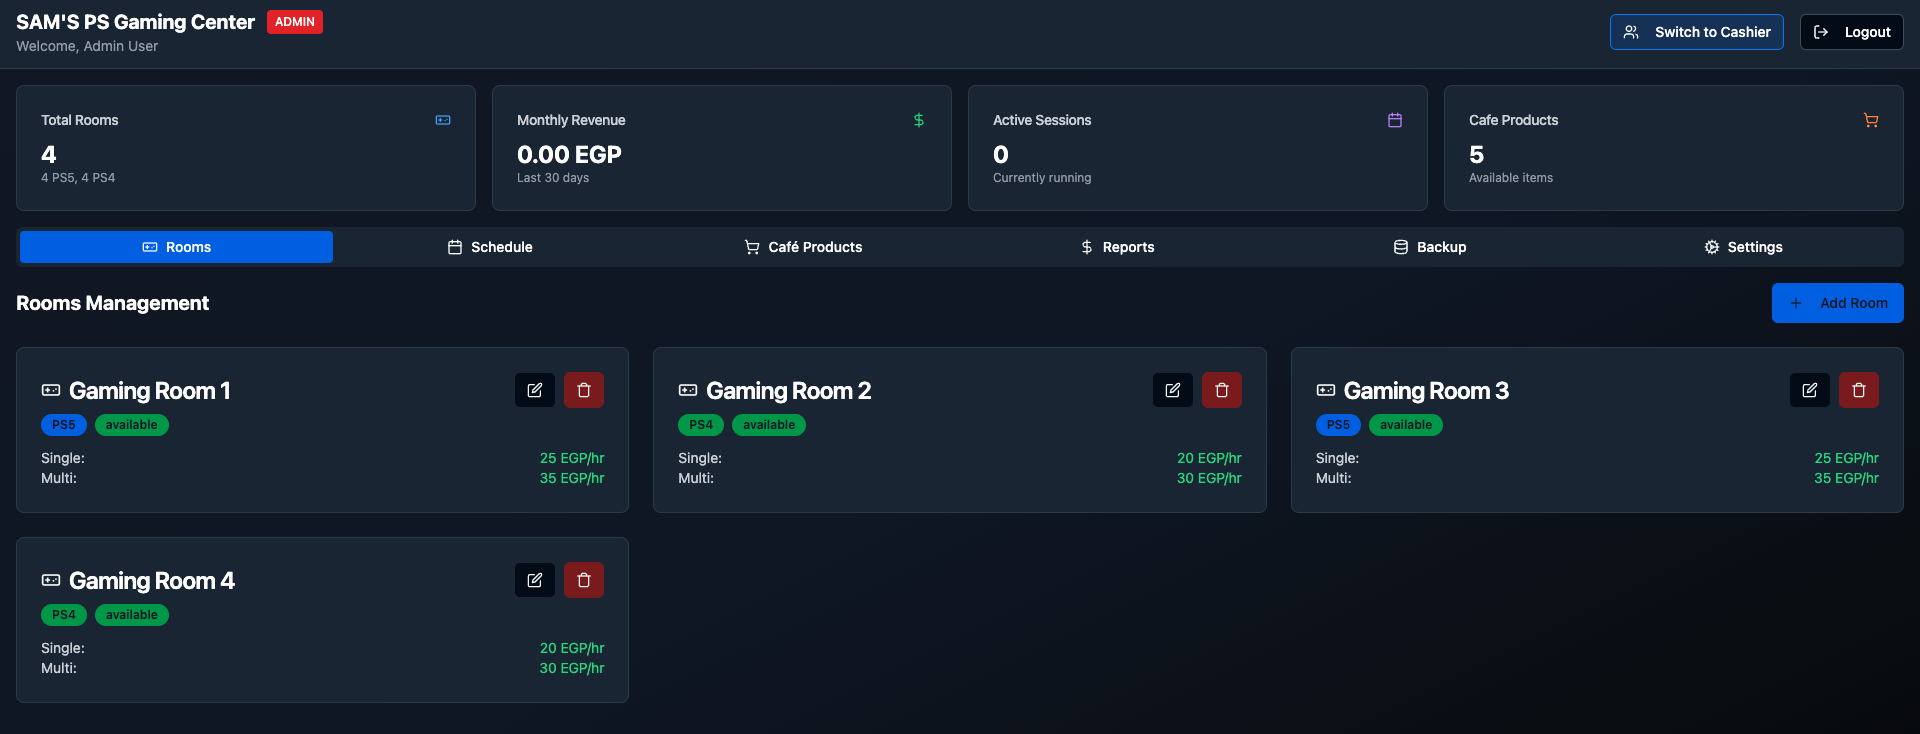 SAM'S PS Gaming Center ADMIN
Welcome, Admin User
Switch to Cashier
Logout
Total Rooms
4
4 PS5, 4 PS4
Monthly Revenue
0.00 EGP
Last 30 days
Active Sessions
0
Currently running
Cafe Products
5
Available items
Rooms
Schedule
Café Products
Reports
Backup
Settings
Rooms Management
Add Room
Gaming Room 1
PS5 available
Single: 25 EGP/hr
Multi: 35 EGP/hr
Gaming Room 2
PS4 available
Single: 20 EGP/hr
Multi: 30 EGP/hr
Gaming Room 3
PS5 available
Single: 25 EGP/hr
Multi: 35 EGP/hr
Gaming Room 4
PS4 available
Single: 20 EGP/hr
Multi: 30 EGP/hr